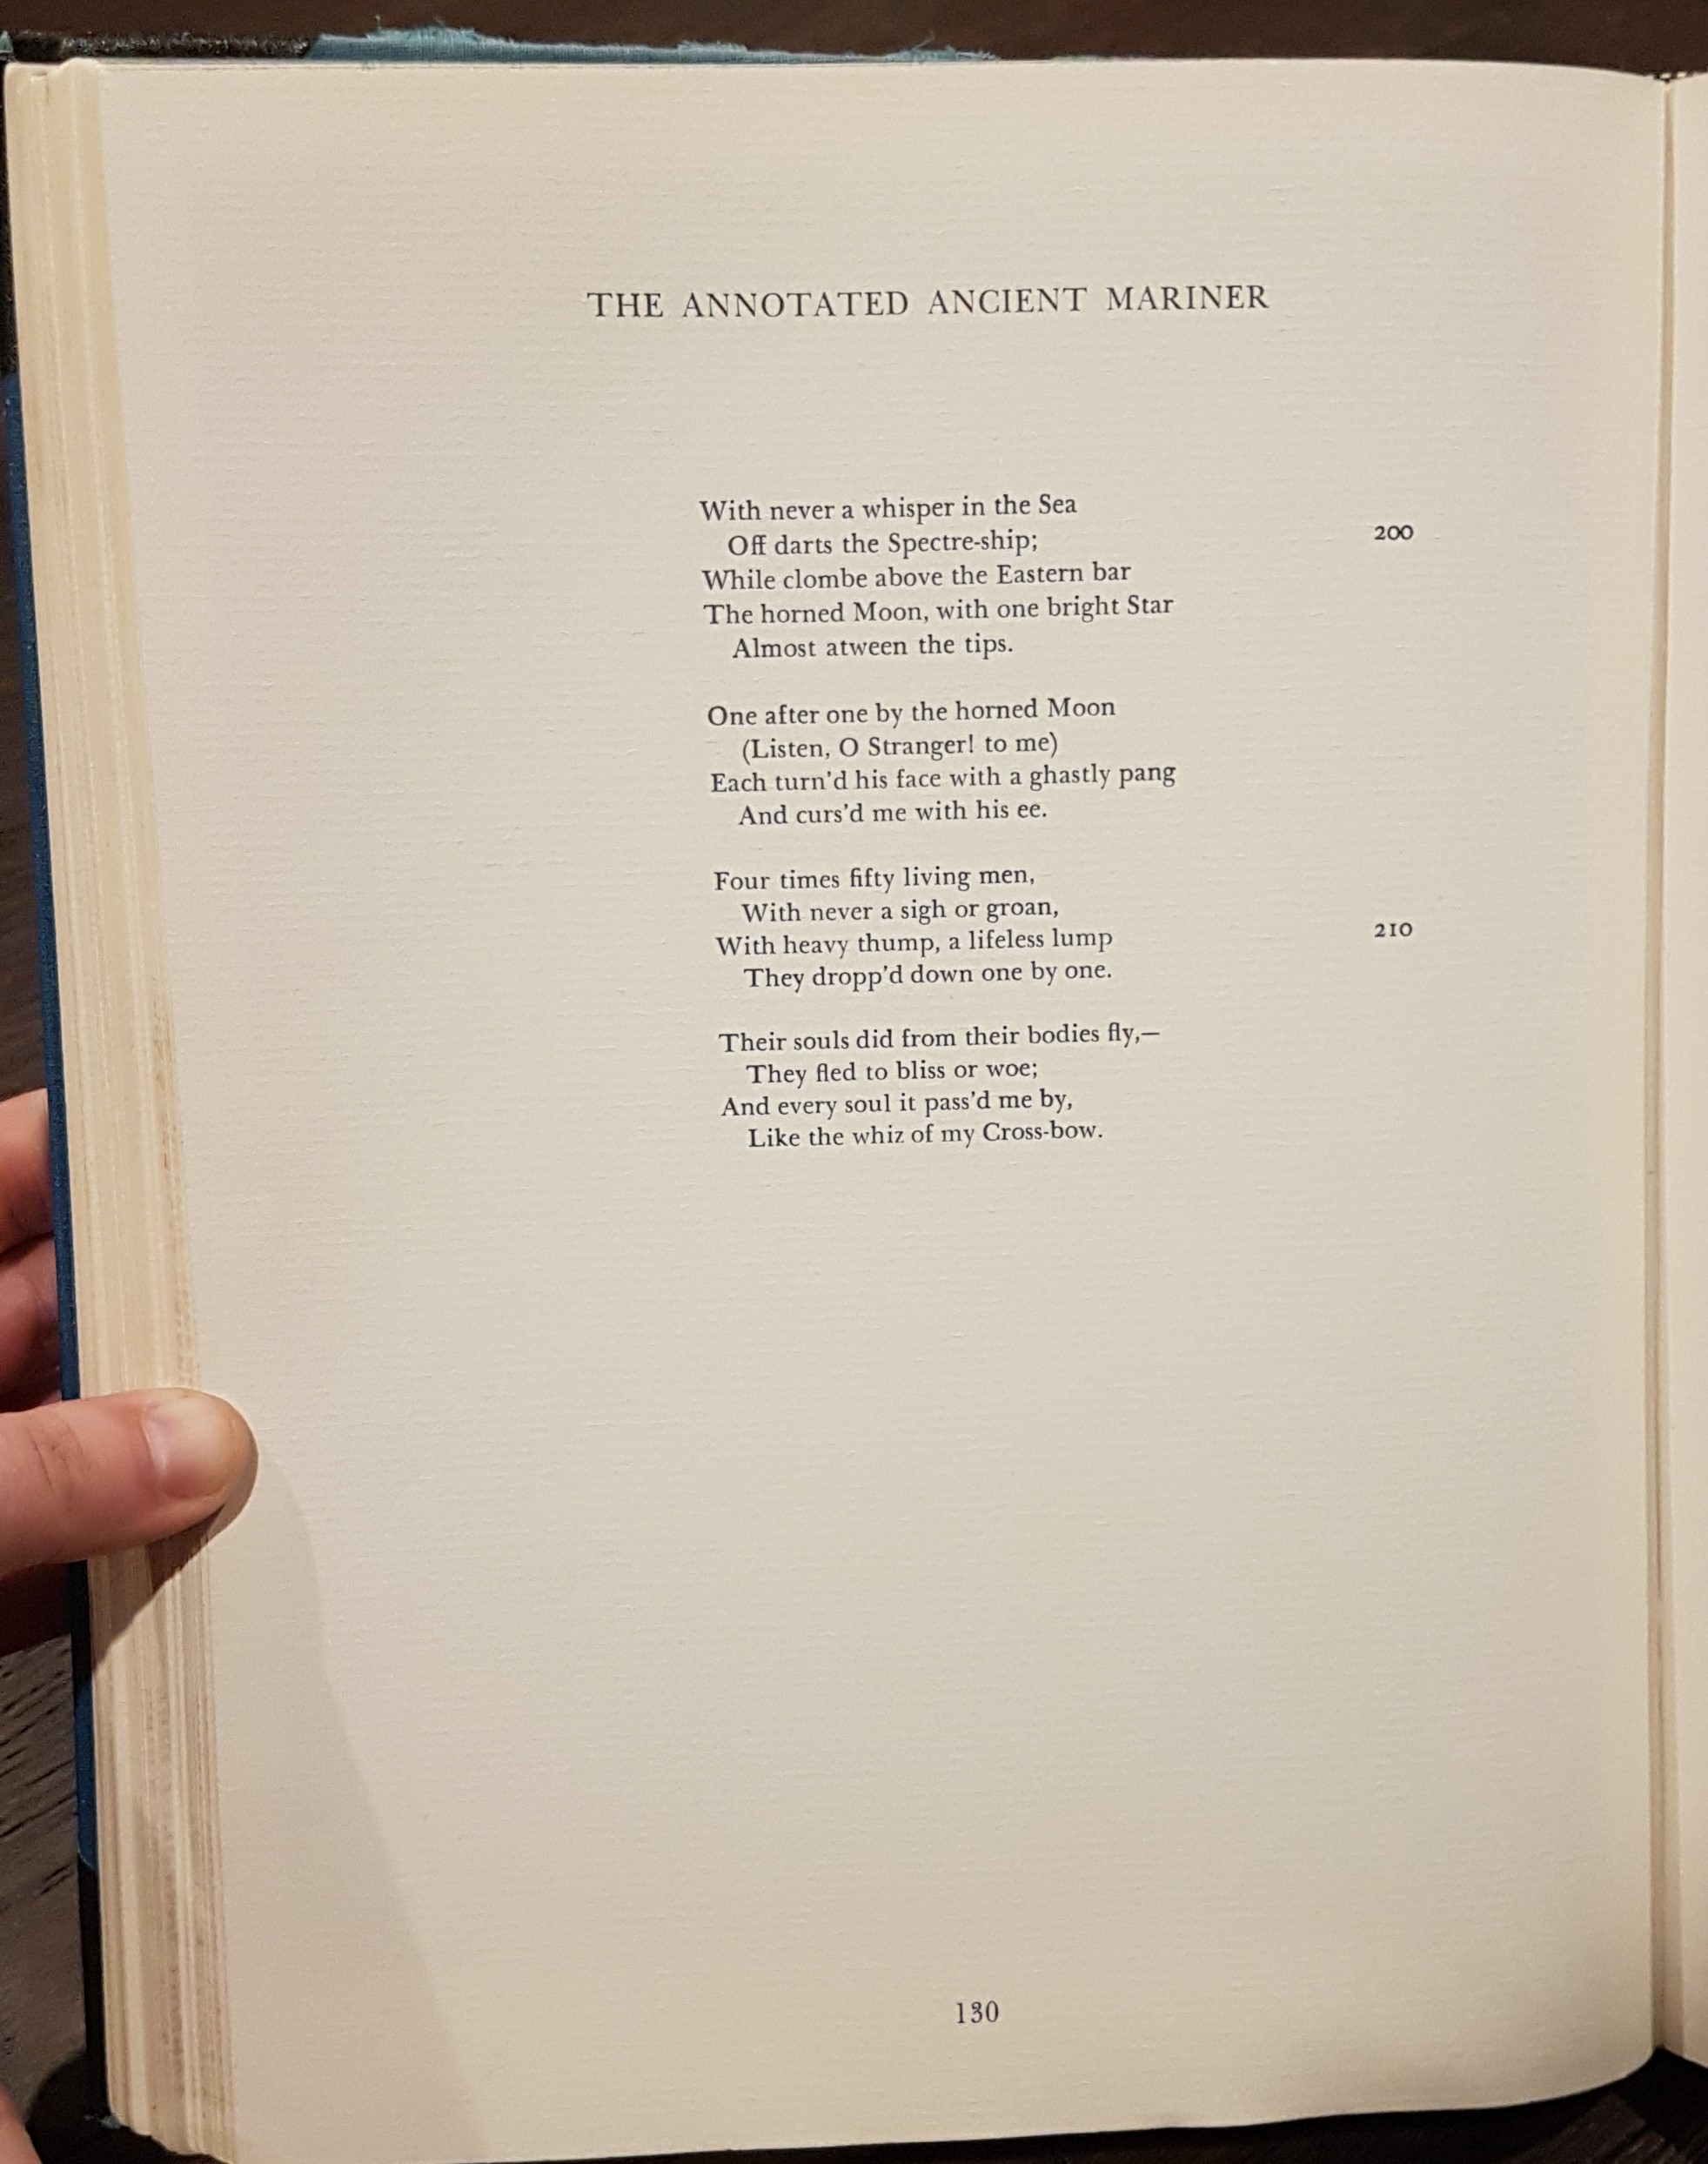 THE ANNOTATED ANCIENT MARINER
With never a whisper in the Sea
Off darts the Spectre-ship; 200
While clombe above the Eastern bar
The horned Moon, with one bright Star
Almost atween the tips.
One after one by the horned Moon
(Listen, O Stranger! to me)
Each turn'd his face with a ghastly pang
And curs'd me with his ee.
Four times fifty living men,
With never a sigh or groan,
With heavy thump, a lifeless lump 210
They dropp'd down one by one.
Their souls did from their bodies fly,—
They fled to bliss or woe;
And every soul it pass'd me by,
Like the whiz of my Cross-bow.
130